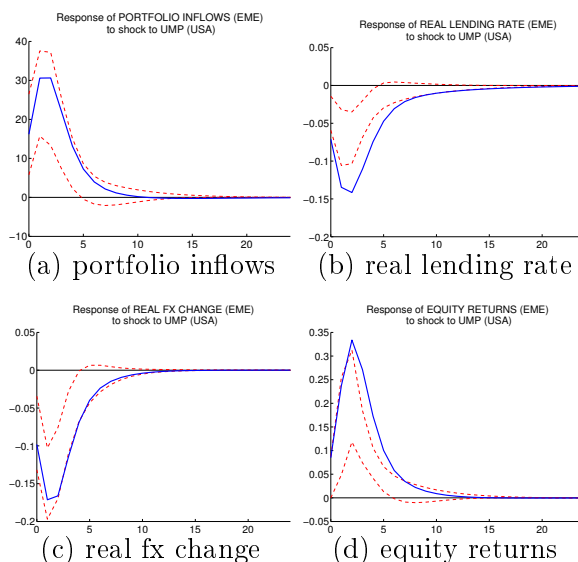 Response of PORTFOLIO INFLOWS (EME)
to shock to UMP (USA)
40
30
20
10
0
−10
0 5 10 15 20
(a) portfolio inflows
Response of REAL LENDING RATE (EME)
to shock to UMP (USA)
0.05
0
−0.05
−0.1
−0.15
−0.2
0 5 10 15 20
(b) real lending rate
Response of REAL FX CHANGE (EME)
to shock to UMP (USA)
0.05
0
−0.05
−0.1
−0.15
−0.2
0 5 10 15 20
(c) real fx change
Response of EQUITY RETURNS (EME)
to shock to UMP (USA)
0.35
0.3
0.25
0.2
0.15
0.1
0.05
0
−0.05
0 5 10 15 20
(d) equity returns